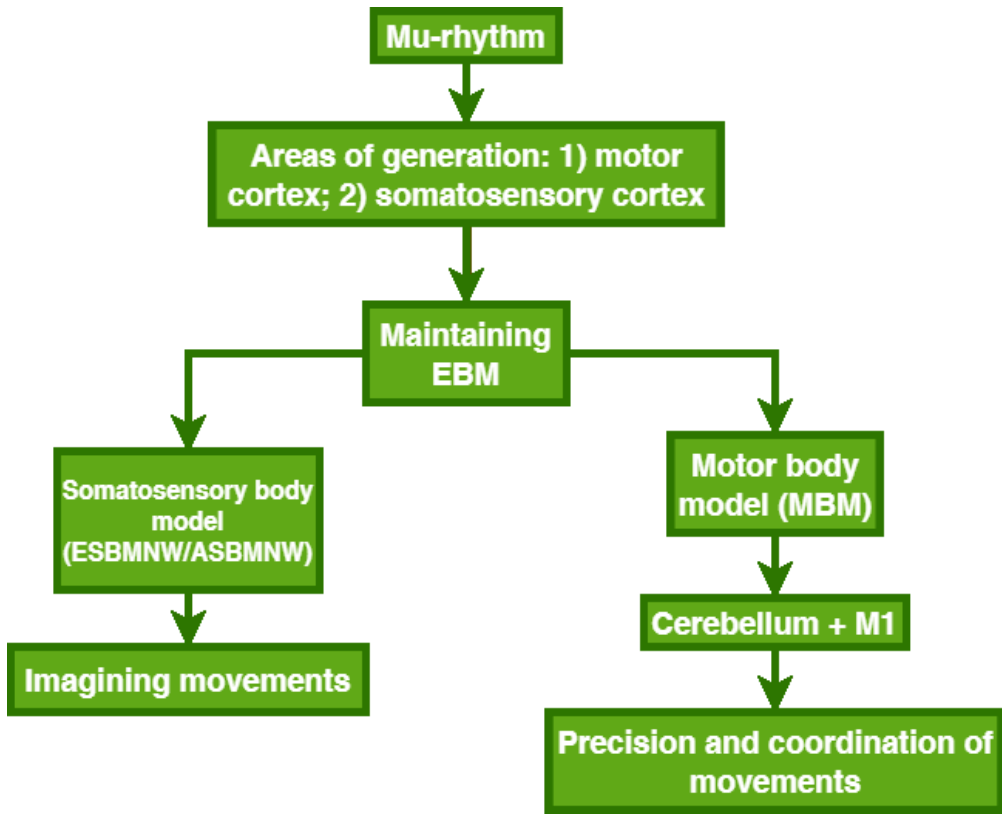 Mu-rhythm
Areas of generation: 1) motor
cortex; 2) somatosensory cortex
Maintaining
EBM
Somatosensory body
model
(ESBMNW/ASBMNW)
Imagining movements
Motor body
model (MBM)
Cerebellum + M1
Precision and coordination of
movements